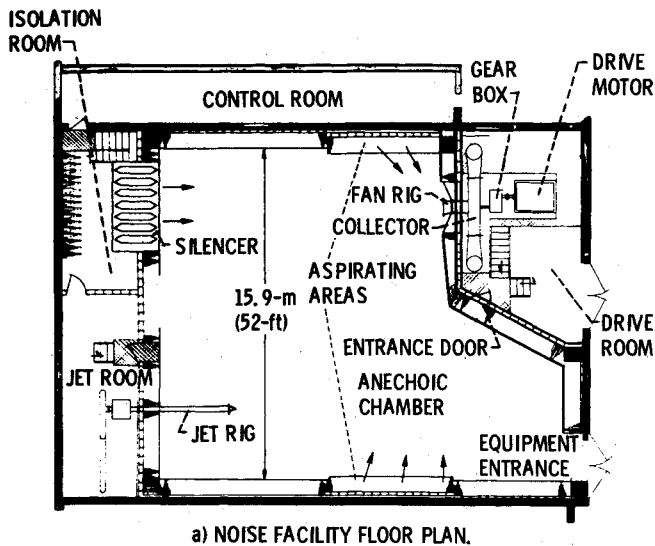 ISOLATION
ROOM
CONTROL ROOM
GEAR
BOX
DRIVE
MOTOR
FAN RIG
COLLECTOR
SILENCER
ASPIRATING
AREAS
15.9-m
(52-ft)
ENTRANCE DOOR
DRIVE
ROOM
JET ROOM
ANECHOIC
CHAMBER
JET RIG
EQUIPMENT
ENTRANCE
a) NOISE FACILITY FLOOR PLAN.